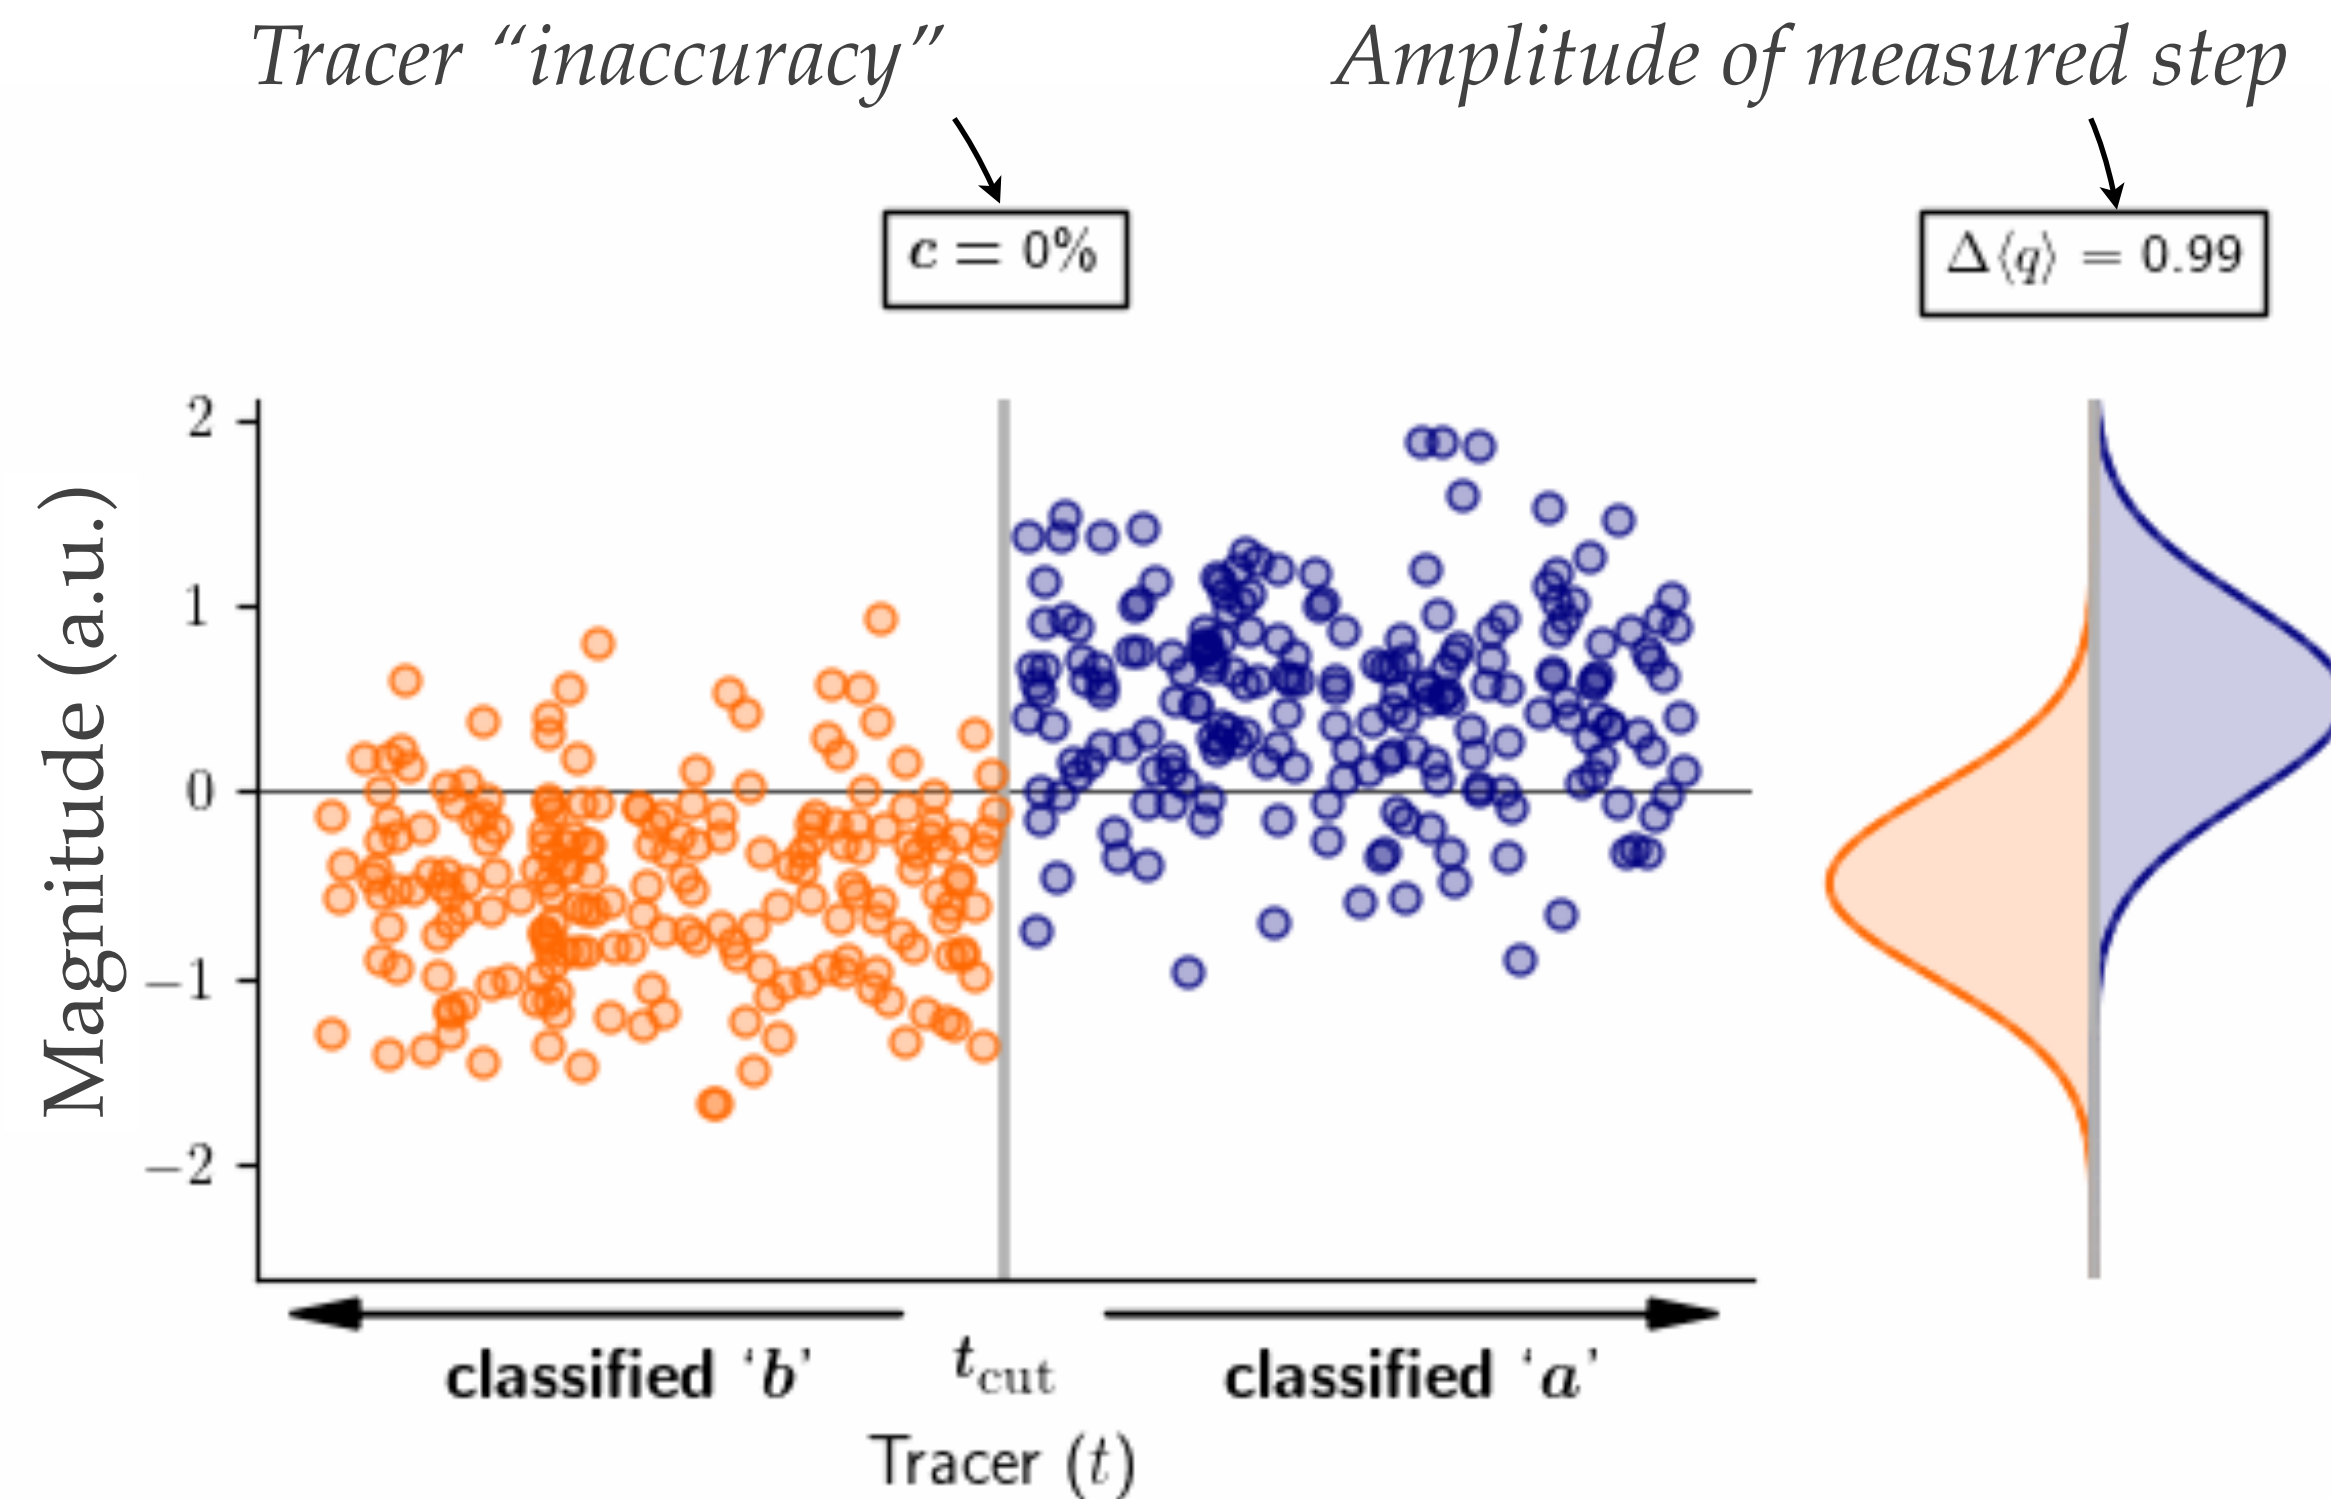 Tracer “inaccuracy”
Amplitude of measured step
c = 0%
Δ⟨q⟩ = 0.99
Magnitude (a.u.)
2
1
0
−1
−2
classified ‘b’
t_cut
classified ‘a’
Tracer (t)